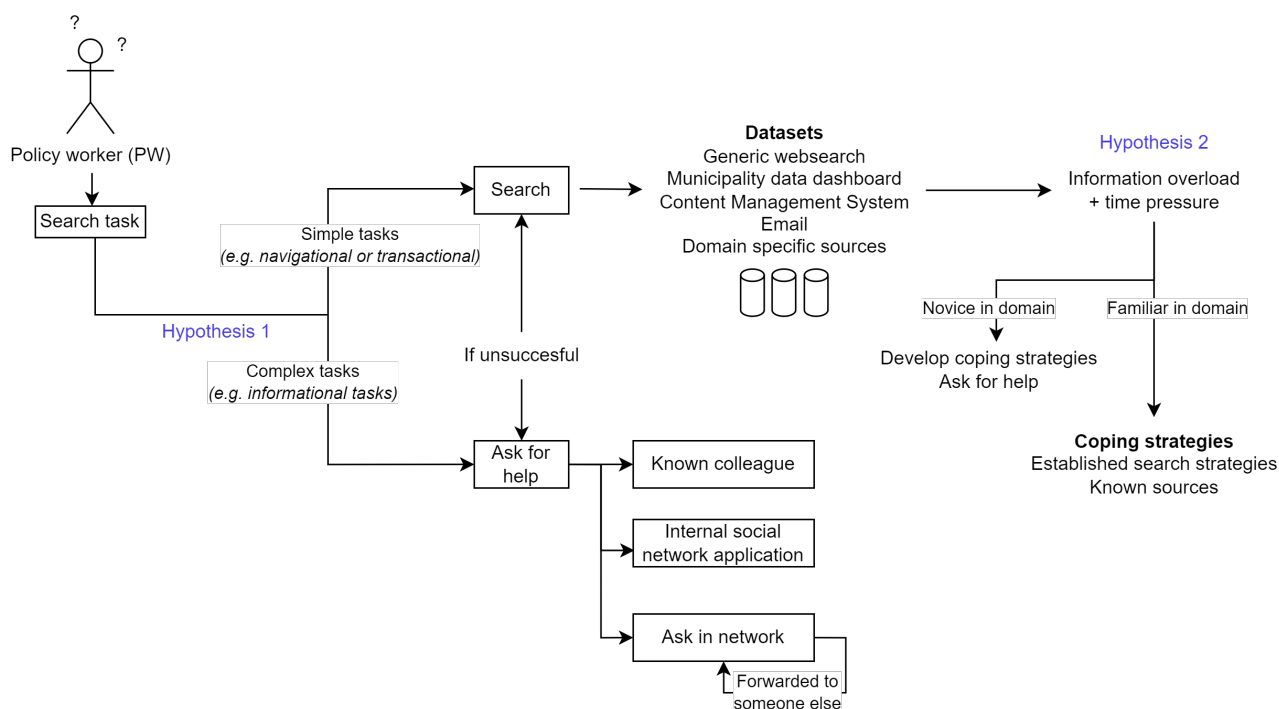 ?
?
Policy worker (PW)
Search task
Hypothesis 1
Simple tasks
(e.g. navigational or transactional)
Complex tasks
(e.g. informational tasks)
Search
If unsuccesful
Ask for
help
Datasets
Generic websearch
Municipality data dashboard
Content Management System
Email
Domain specific sources
Known colleague
Internal social
network application
Ask in network
Forwarded to
someone else
Hypothesis 2
Information overload
+ time pressure
Novice in domain
Familiar in domain
Develop coping strategies
Ask for help
Coping strategies
Established search strategies
Known sources